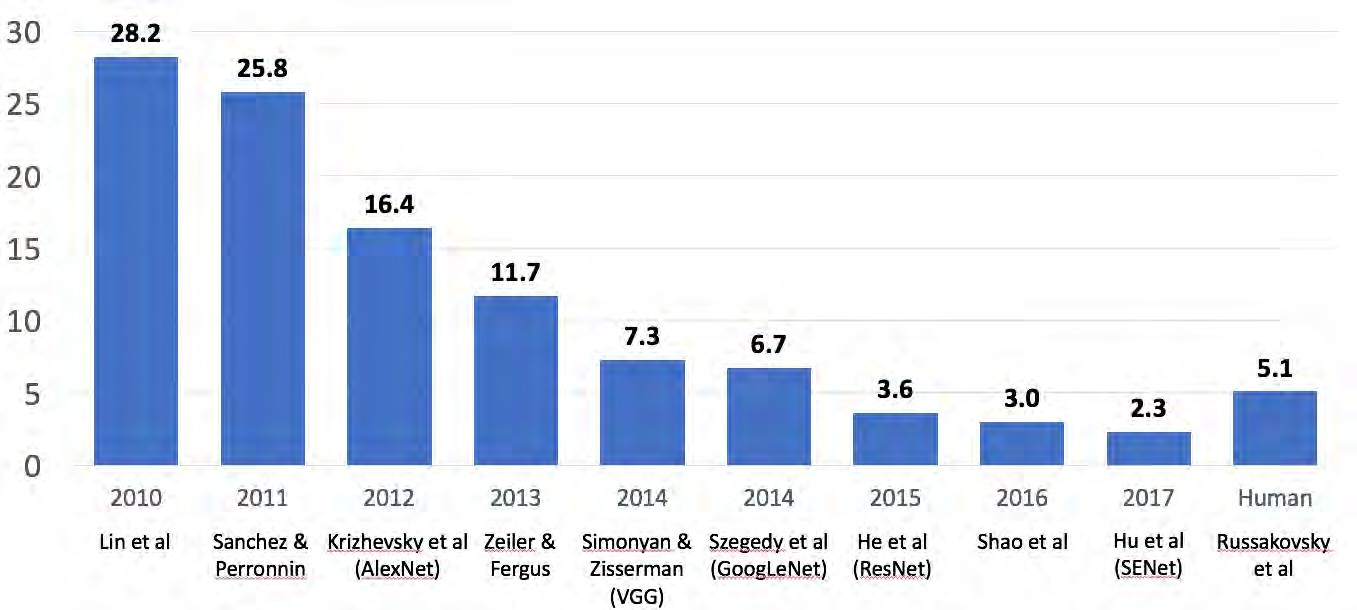 30
25
20
15
10
5
0
28.2
25.8
16.4
11.7
7.3
6.7
3.6
3.0
2.3
5.1
2010
2011
2012
2013
2014
2014
2015
2016
2017
Human
Lin et al
Sanchez &
Perronnin
Krizhevsky et al
(AlexNet)
Zeiler &
Fergus
Simonyan &
Zisserman
(VGG)
Szegedy et al
(GoogLeNet)
He et al
(ResNet)
Shao et al
Hu et al
(SENet)
Russakovsky
et al